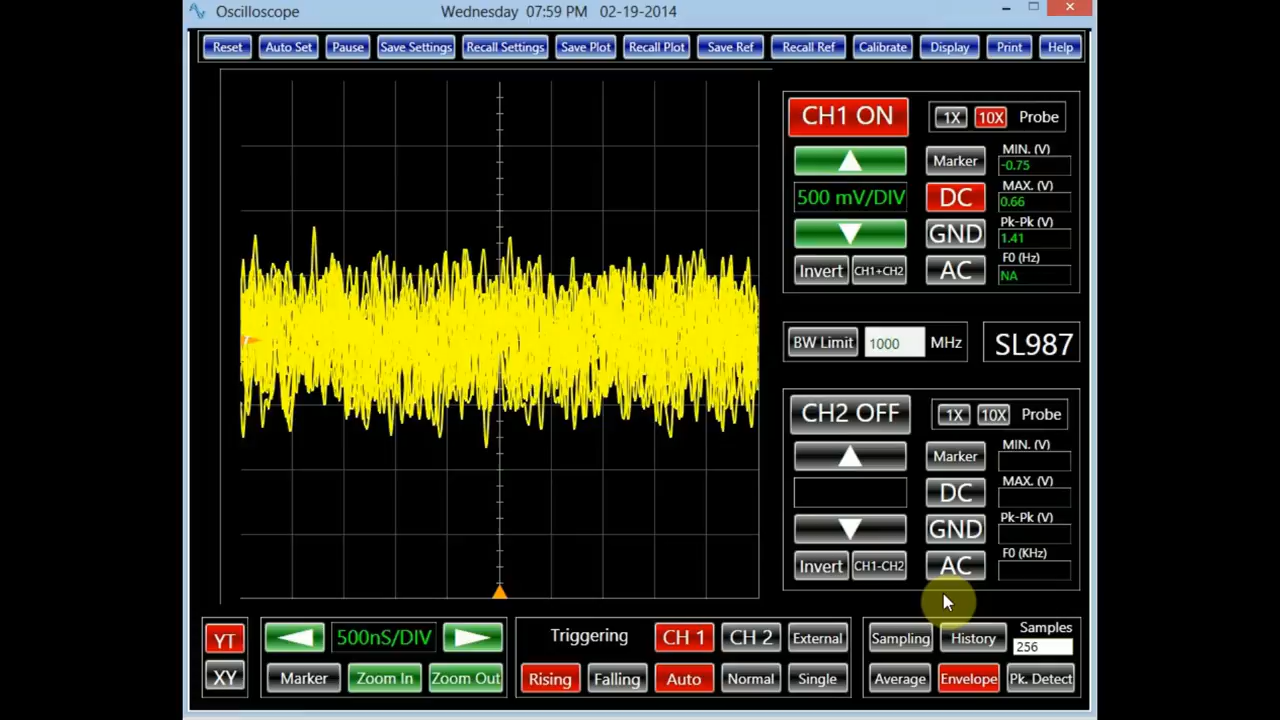 Oscilloscope Wednesday 07:59 PM 02-19-2014
Reset Auto Set Pause Save Settings Recall Settings Save Plot Recall Plot Save Ref Recall Ref Calibrate Display Print Help
CH1 ON 1X 10X Probe
MIN. (V)
Marker -0.75
MAX. (V)
500 mV/DIV DC 0.66
Pk-Pk (V)
GND 1.41
F0 (Hz)
Invert CH1+CH2 AC NA
BW Limit 1000 MHz SL987
CH2 OFF 1X 10X Probe
MIN. (V)
Marker
MAX. (V)
DC
Pk-Pk (V)
GND
F0 (KHz)
Invert CH1-CH2 AC
YT 500nS/DIV Triggering CH 1 CH 2 External Sampling History Samples
256
XY Marker Zoom In Zoom Out Rising Falling Auto Normal Single Average Envelope Pk. Detect